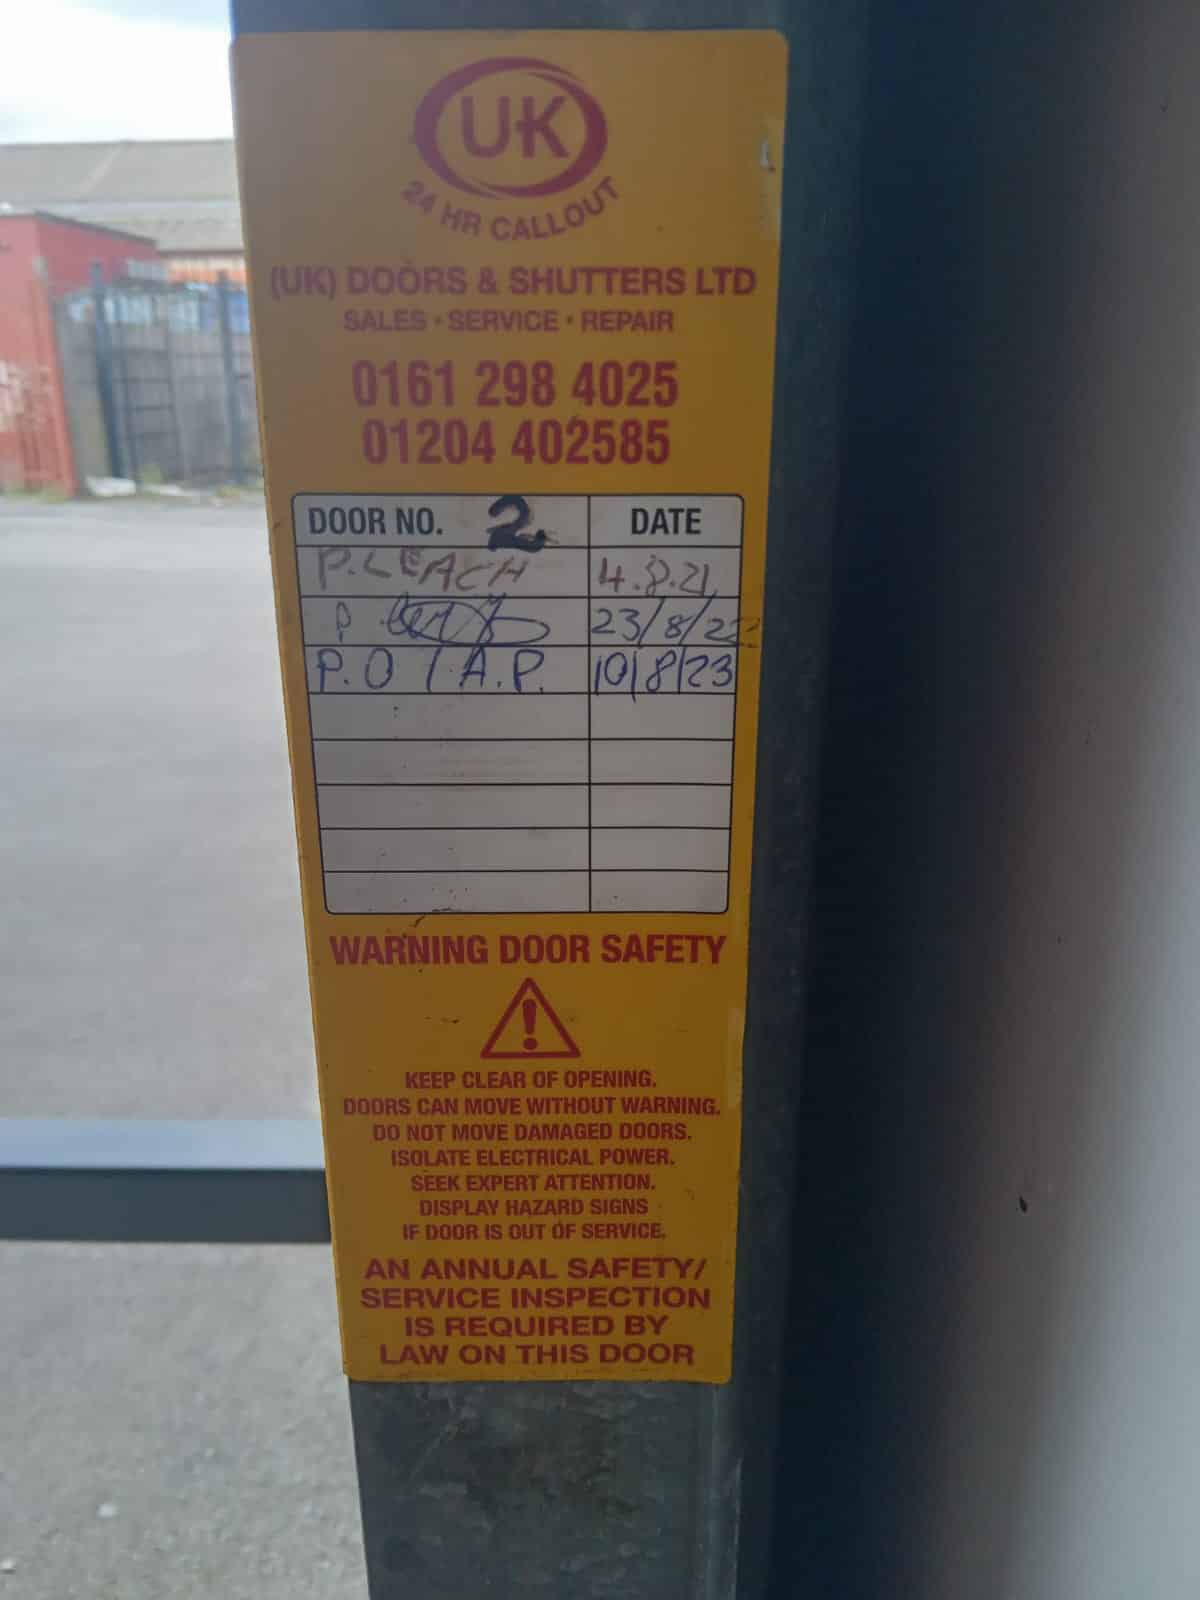 UK
24 HR CALLOUT
(UK) DOORS & SHUTTERS LTD
SALES · SERVICE · REPAIR
0161 298 4025
01204 402585
DOOR NO. 2 DATE
P. LEACH 4.8.21
P 23/8/22
P. O / A. P. 10/8/23
WARNING DOOR SAFETY
KEEP CLEAR OF OPENING.
DOORS CAN MOVE WITHOUT WARNING.
DO NOT MOVE DAMAGED DOORS.
ISOLATE ELECTRICAL POWER.
SEEK EXPERT ATTENTION.
DISPLAY HAZARD SIGNS
IF DOOR IS OUT OF SERVICE.
AN ANNUAL SAFETY/
SERVICE INSPECTION
IS REQUIRED BY
LAW ON THIS DOOR